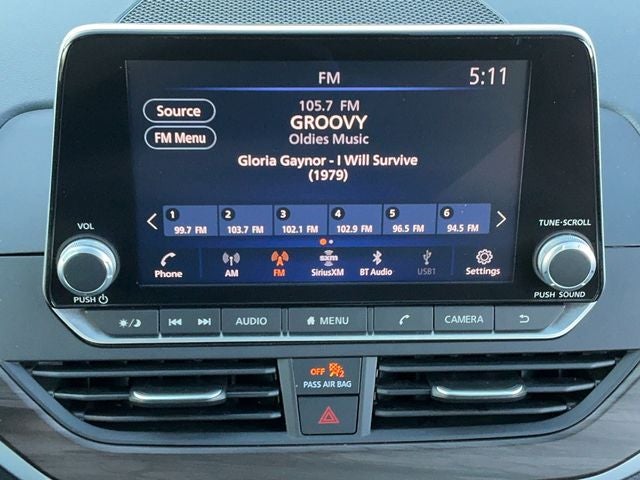 FM 5:11
Source
105.7 FM
GROOVY
FM Menu
Oldies Music
Gloria Gaynor - I Will Survive
(1979)
1 2 3 4 5 6
99.7 FM 103.7 FM 102.1 FM 102.9 FM 96.5 FM 94.5 FM
VOL
TUNE·SCROLL
Phone AM FM sxm SiriusXM BT Audio USB1 Settings
PUSH
PUSH SOUND
AUDIO MENU CAMERA
OFF 2
PASS AIR BAG